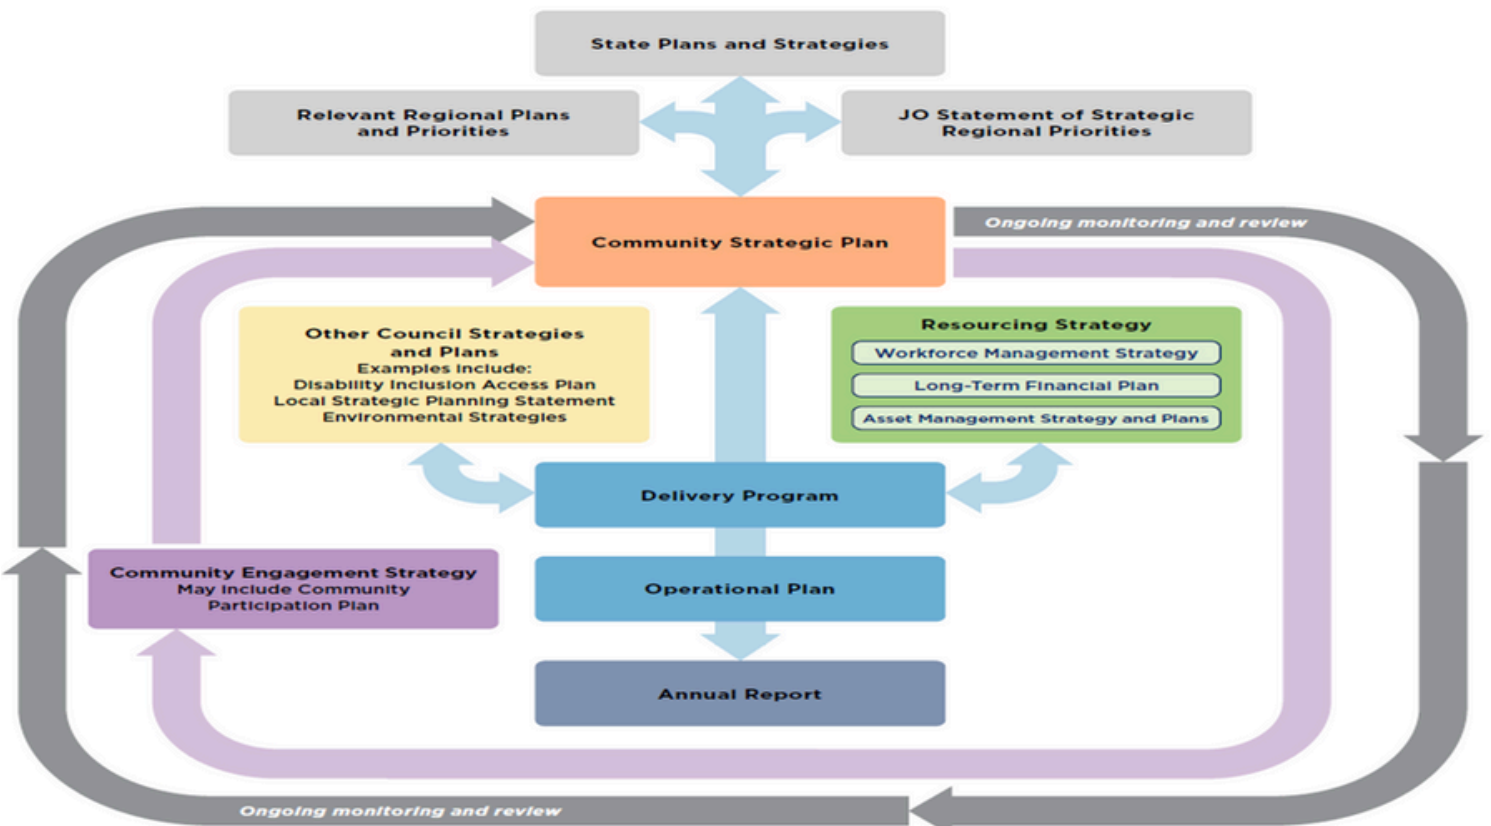 State Plans and Strategies
Relevant Regional Plans
and Priorities
JO Statement of Strategic
Regional Priorities
Community Strategic Plan
Ongoing monitoring and review
Other Council Strategies
and Plans
Examples include:
Disability Inclusion Access Plan
Local Strategic Planning Statement
Environmental Strategies
Resourcing Strategy
Workforce Management Strategy
Long-Term Financial Plan
Asset Management Strategy and Plans
Delivery Program
Community Engagement Strategy
May include Community
Participation Plan
Operational Plan
Annual Report
Ongoing monitoring and review